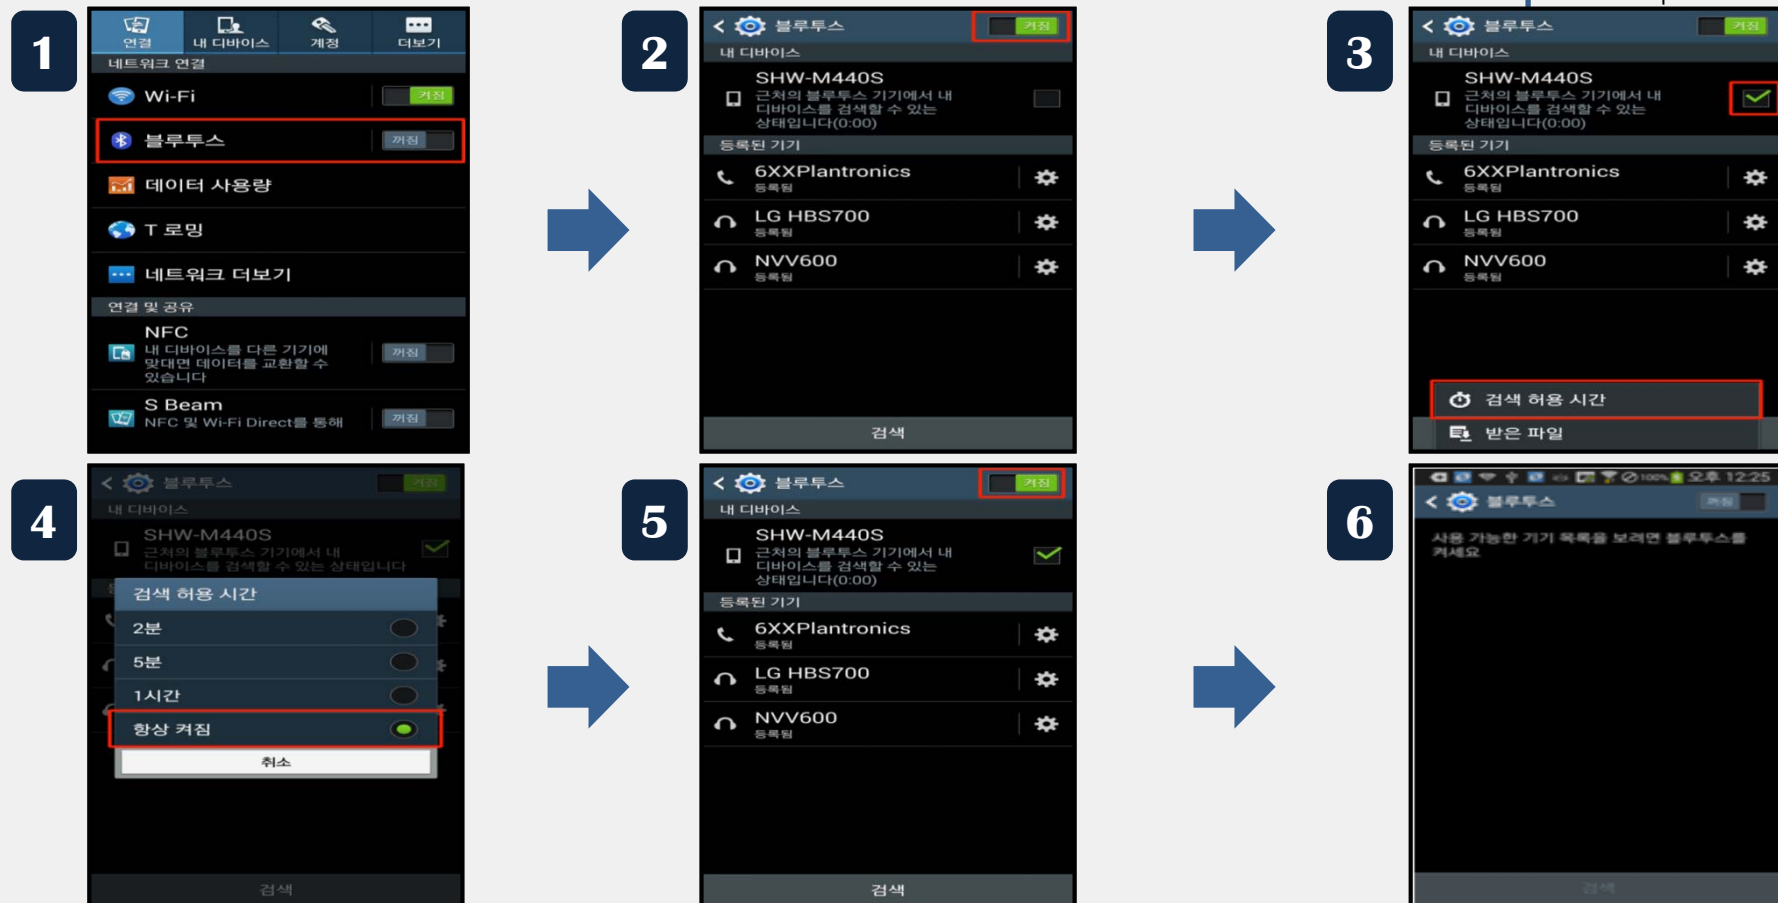 1
연결 내 디바이스 계정 더보기
네트워크 연결
Wi-Fi 켜짐
블루투스 꺼짐
데이터 사용량
T 로밍
네트워크 더보기
연결 및 공유
NFC
내 디바이스를 다른 기기에
맞대면 데이터를 교환할 수
있습니다
꺼짐
S Beam
NFC 및 Wi-Fi Direct를 통해
꺼짐
2
블루투스 켜짐
내 디바이스
SHW-M440S
근처의 블루투스 기기에서 내
디바이스를 검색할 수 있는
상태입니다(0:00)
등록된 기기
6XXPlantronics
등록됨
LG HBS700
등록됨
NVV600
등록됨
검색
3
블루투스 켜짐
내 디바이스
SHW-M440S
근처의 블루투스 기기에서 내
디바이스를 검색할 수 있는
상태입니다(0:00)
등록된 기기
6XXPlantronics
등록됨
LG HBS700
등록됨
NVV600
등록됨
검색 허용 시간
받은 파일
4
블루투스 켜짐
내 디바이스
SHW-M440S
근처의 블루투스 기기에서 내
디바이스를 검색할 수 있는 상태입니다
검색 허용 시간
2분
5분
1시간
항상 켜짐
취소
검색
5
블루투스 켜짐
내 디바이스
SHW-M440S
근처의 블루투스 기기에서 내
디바이스를 검색할 수 있는
상태입니다(0:00)
등록된 기기
6XXPlantronics
등록됨
LG HBS700
등록됨
NVV600
등록됨
검색
6
100% 오후 12:25
블루투스 꺼짐
사용 가능한 기기 목록을 보려면 블루투스를
켜세요
검색